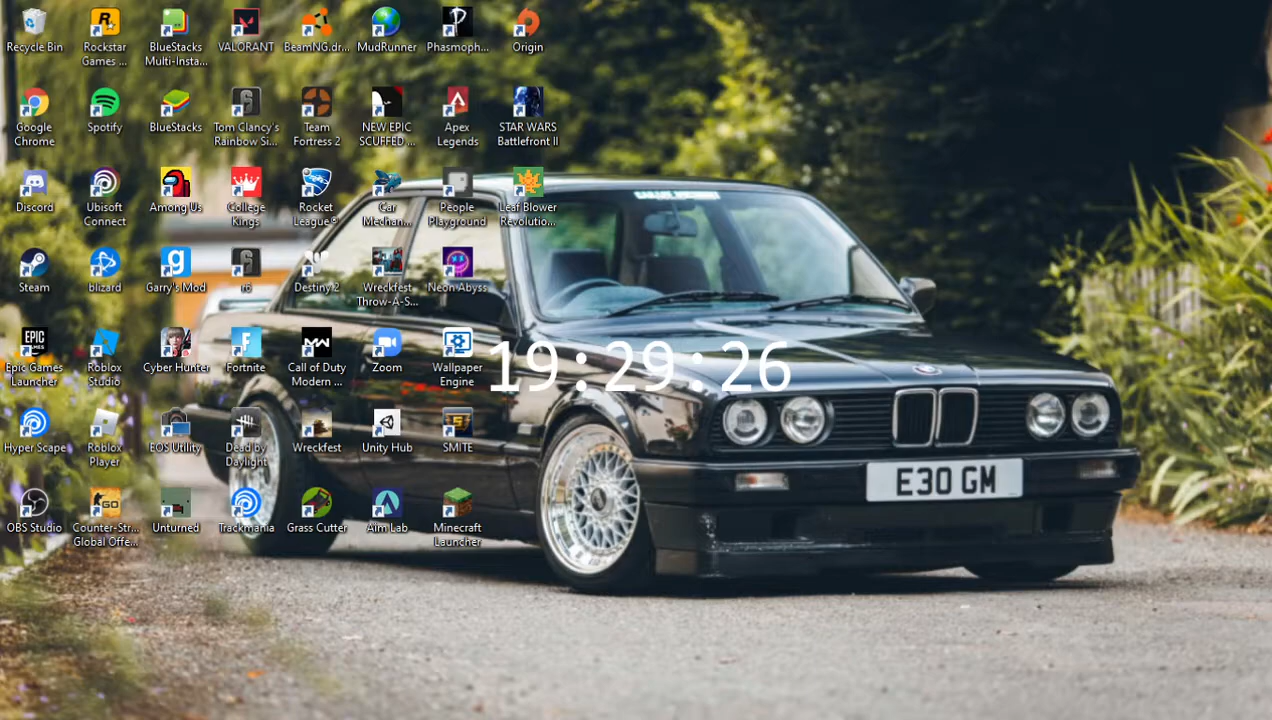 Recycle Bin
Rockstar
Games ...
BlueStacks
Multi-Insta...
VALORANT
BeamNG.dr...
MudRunner
Phasmoph...
Origin
Google
Chrome
Spotify
BlueStacks
Tom Clancy's
Rainbow Si...
Team
Fortress 2
NEW EPIC
SCUFFED ...
Apex
Legends
STAR WARS
Battlefront II
Discord
Ubisoft
Connect
Among Us
College
Kings
Rocket
League®
Car
Mechan...
People
Playground
Leaf Blower
Revolutio...
Steam
blizard
Garry's Mod
r6
Destiny 2
Wreckfest
Throw-A-S...
Neon Abyss
EPIC
GAMES
Epic Games
Launcher
Roblox
Studio
Cyber Hunter
Fortnite
Call of Duty
Modern ...
Zoom
Wallpaper
Engine
19:29:26
Hyper Scape
Roblox
Player
EOS Utility
Dead by
Daylight
Wreckfest
Unity Hub
SMITE
E30 GM
OBS Studio
GO
Counter-Str...
Global Offe...
Unturned
Trackmania
Grass Cutter
Aim Lab
Minecraft
Launcher